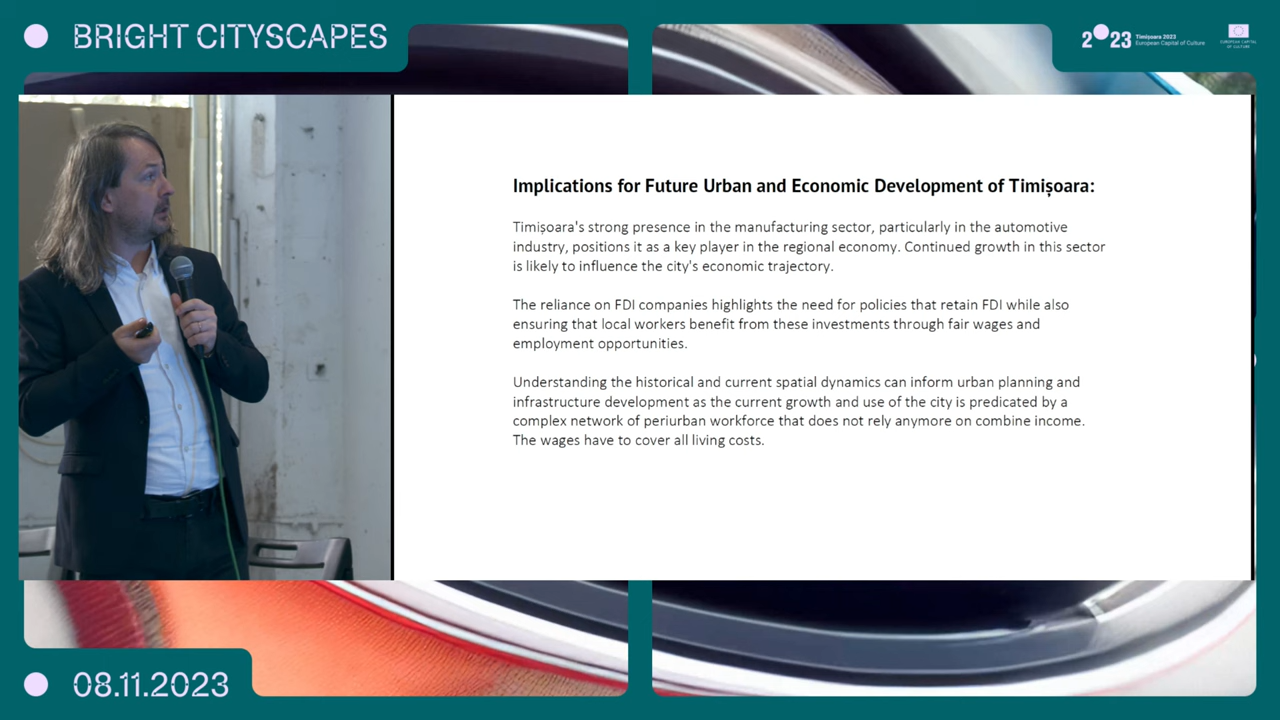 BRIGHT CITYSCAPES
2023
Timișoara 2023
European Capital of Culture
EUROPEAN CAPITAL
OF CULTURE
Implications for Future Urban and Economic Development of Timișoara:
Timișoara's strong presence in the manufacturing sector, particularly in the automotive
industry, positions it as a key player in the regional economy. Continued growth in this sector
is likely to influence the city's economic trajectory.
The reliance on FDI companies highlights the need for policies that retain FDI while also
ensuring that local workers benefit from these investments through fair wages and
employment opportunities.
Understanding the historical and current spatial dynamics can inform urban planning and
infrastructure development as the current growth and use of the city is predicated by a
complex network of periurban workforce that does not rely anymore on combine income.
The wages have to cover all living costs.
08.11.2023